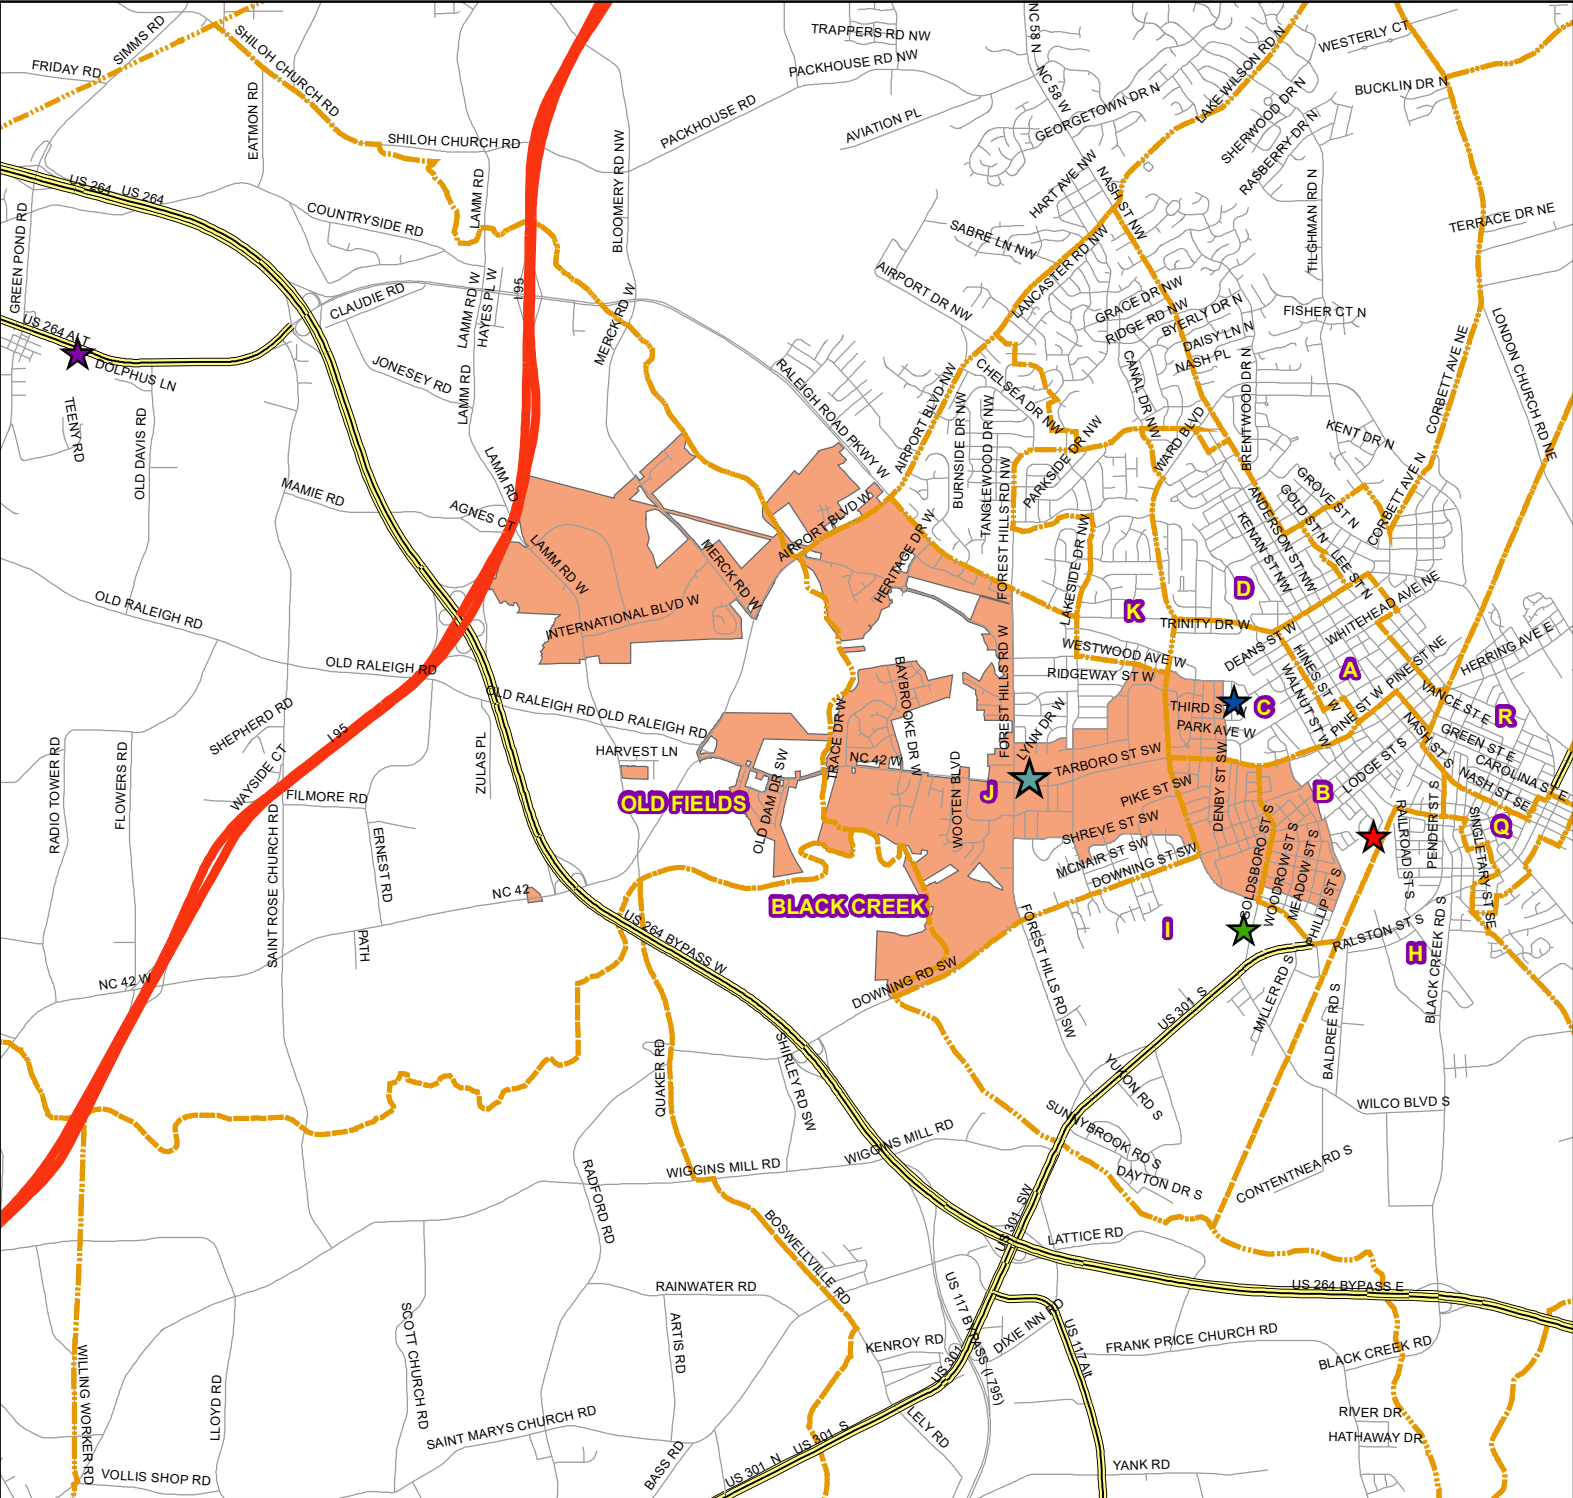 FRIDAY RD
SIMMS RD
SHILOH CHURCH RD
EATMON RD
SHILOH CHURCH RD
LAMM RD
BLOOMERY RD NW
PACKHOUSE RD
TRAPPERS RD NW
PACKHOUSE RD NW
AVIATION PL
NC 58 N
NC 58 W
GEORGETOWN DR N
LAKE WILSON RD N
WESTERLY CT
BUCKLIN DR N
SHERWOOD DR N
RASBERRY DR N
HART AVE NW
NASH ST NW
TILGHMAN RD N
TERRACE DR NE
US 264
US 264
COUNTRYSIDE RD
GREEN POND RD
CLAUDIE RD
LAMM RD W
HAYES PL W
I 95
MERCK RD W
SABRE LN NW
AIRPORT DR NW
LANCASTER RD NW
GRACE DR NW
RIDGE RD NW
BYERLY DR N
DAISY LN N
NASH PL
FISHER CT N
LONDON CHURCH RD NE
CORBETT AVE NE
US 264 ALT
DOLPHUS LN
JONESEY RD
LAMM RD
TEENY RD
OLD DAVIS RD
RALEIGH ROAD PKWY W
AIRPORT BLVD NW
CHELSEA DR NW
BURNSIDE DR NW
TANGLEWOOD DR NW
FOREST HILLS RD NW
PARKSIDE DR NW
CANAL DR NW
WARD BLVD
BRENTWOOD DR N
KENT DR N
GROVE ST N
GOLD ST N
CORBETT AVE N
MAMIE RD
LAMM RD
AGNES CT
LAMM RD W
MERCK RD W
AIRPORT BLVD W
HERITAGE DR W
LAKESIDE DR NW
ANDERSON ST NW
KENAN ST NW
LEE ST N
WHITEHEAD AVE NE
OLD RALEIGH RD
INTERNATIONAL BLVD W
D
K
TRINITY DR W
DEANS ST W
HERRING AVE E
OLD RALEIGH RD
OLD RALEIGH RD
OLD RALEIGH RD
BAYBROOKE DR W
FOREST HILLS RD W
WESTWOOD AVE W
RIDGEWAY ST W
HINES ST W
WALNUT ST W
A
PINE ST NE
PINE ST W
VANCE ST E
R
SHEPHERD RD
I 95
HARVEST LN
TRACE DR W
NC 42 W
LYNN DR W
THIRD ST
C
PARK AVE W
TARBORO ST SW
NASH ST S
GREEN ST E
CAROLINA ST E
NASH ST SE
LODGE ST S
RADIO TOWER RD
FLOWERS RD
WAYSIDE CT
FILMORE RD
ZULAS PL
OLD FIELDS
OLD DAM DR SW
WOOTEN BLVD
J
PIKE ST SW
SHREVE ST SW
MCNAIR ST SW
DOWNING ST SW
DENBY ST SW
B
Q
RAILROAD ST S
PENDER ST S
SINGLETARY ST SE
SAINT ROSE CHURCH RD
ERNEST RD
NC 42
BLACK CREEK
GOLDSBORO ST S
WOODROW ST S
MEADOW ST S
PHILLIP ST S
I
H
RALSTON ST S
BLACK CREEK RD S
NC 42 W
PATH
US 264 BYPASS W
DOWNING RD SW
FOREST HILLS RD SW
US 301 S
MILLER RD S
BALDREE RD S
QUAKER RD
SHIRLEY RD SW
YUKON RD S
SUNNYBROOK RD S
WILCO BLVD S
WIGGINS MILL RD
WIGGINS MILL RD
DAYTON DR S
CONTENTNEA RD S
RADFORD RD
BOSWELLVILLE RD
US 301 SW
LATTICE RD
US 264 BYPASS E
RAINWATER RD
SCOTT CHURCH RD
ARTIS RD
US 117 BYPASS (I 795)
DIXIE INN RD
US 117 Alt
KENROY RD
US 301
FRANK PRICE CHURCH RD
BLACK CREEK RD
WILLING WORKER RD
LLOYD RD
SAINT MARYS CHURCH RD
LELY RD
RIVER DR
HATHAWAY DR
VOLLIS SHOP RD
BASS RD
US 301 N
US 301 S
YANK RD